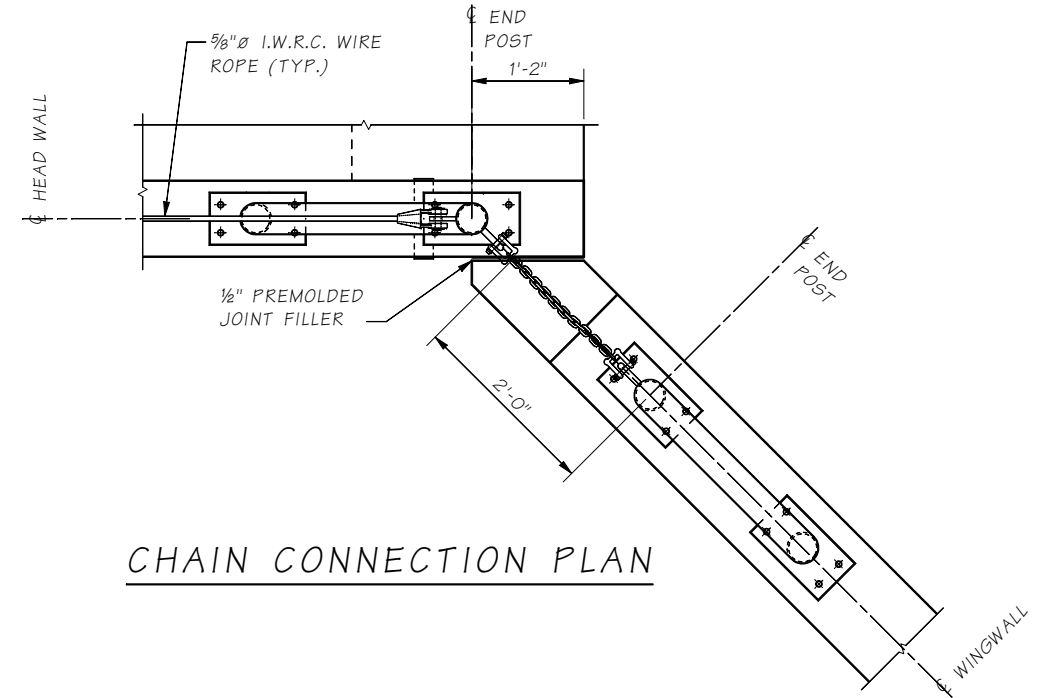 ℄ END
POST
1'-2"
⅝"ø I.W.R.C. WIRE
ROPE (TYP.)
℄ HEAD WALL
½" PREMOLDED
JOINT FILLER
℄ END
POST
2'-0"
CHAIN CONNECTION PLAN
℄ WINGWALL